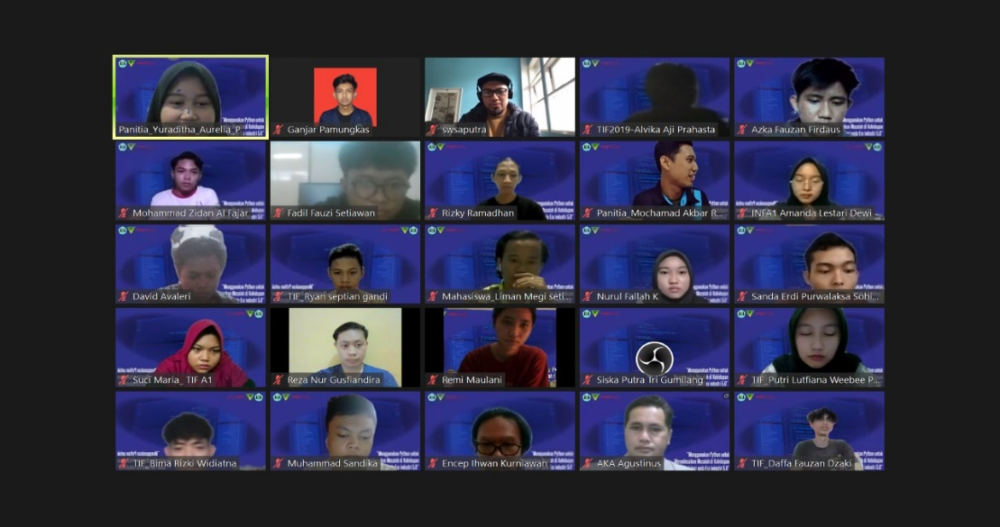 Panitia_Yuraditha_Aurelia_P
Ganjar Pamungkas
swsaputra
TIF2019-Alvika Aji Prahasta
Azka Fauzan Firdaus
Mohammad Zidan Al Fajar
Fadil Fauzi Setiawan
Rizky Ramadhan
Panitia_Mochamad Akbar R...
INFA1 Amanda Lestari Dewi
David Avaleri
TIF_Ryan septian gandi
Mahasiswa_Liman Megi seti...
Nurul Fallah K
Sanda Erdi Purwalaksa Sohi...
Suci Maria_ TIF A1
Reza Nur Gusfiandira
Remi Maulani
Siska Putra Tri Gumilang
TIF_Putri Lutfiana Weebee P...
TIF_Bima Rizki Widiatna
Muhammad Sandika
Encep Ihwan Kurniawan
AKA Agustinus
TIF_Daffa Fauzan Dzaki
"Menggunakan Python untuk